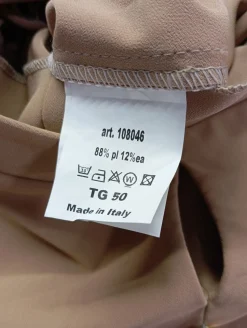 art. 108046
88% pl 12%ea
TG 50
Made in Italy